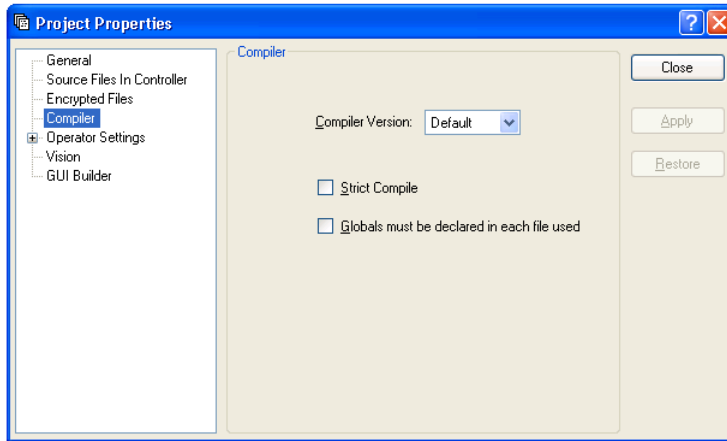 Project Properties
General
Source Files In Controller
Encrypted Files
Compiler
Operator Settings
Vision
GUI Builder
Compiler
Compiler Version: Default
Strict Compile
Globals must be declared in each file used
Close
Apply
Restore